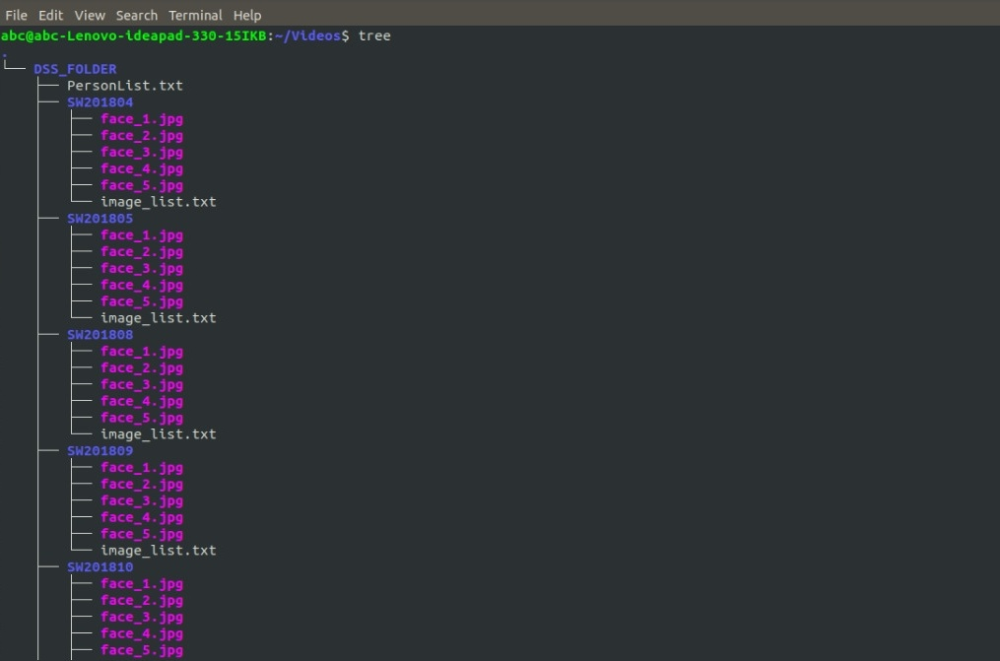 File Edit View Search Terminal Help
abc@abc-Lenovo-ideapad-330-15IKB:~/Videos$ tree
.
└── DSS_FOLDER
    ├── PersonList.txt
    ├── SW201804
    │   ├── face_1.jpg
    │   ├── face_2.jpg
    │   ├── face_3.jpg
    │   ├── face_4.jpg
    │   ├── face_5.jpg
    │   └── image_list.txt
    ├── SW201805
    │   ├── face_1.jpg
    │   ├── face_2.jpg
    │   ├── face_3.jpg
    │   ├── face_4.jpg
    │   ├── face_5.jpg
    │   └── image_list.txt
    ├── SW201808
    │   ├── face_1.jpg
    │   ├── face_2.jpg
    │   ├── face_3.jpg
    │   ├── face_4.jpg
    │   ├── face_5.jpg
    │   └── image_list.txt
    ├── SW201809
    │   ├── face_1.jpg
    │   ├── face_2.jpg
    │   ├── face_3.jpg
    │   ├── face_4.jpg
    │   ├── face_5.jpg
    │   └── image_list.txt
    ├── SW201810
    │   ├── face_1.jpg
    │   ├── face_2.jpg
    │   ├── face_3.jpg
    │   ├── face_4.jpg
    │   ├── face_5.jpg